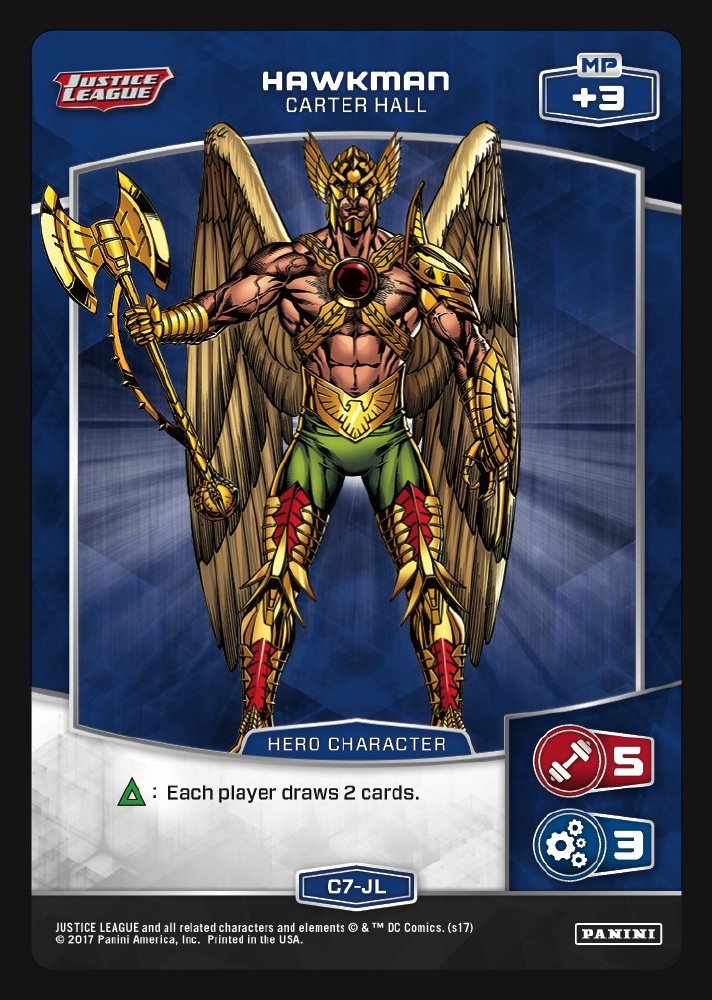 JUSTICE
LEAGUE
HAWKMAN
CARTER HALL
MP
+3
HERO CHARACTER
: Each player draws 2 cards.
5
3
C7-JL
JUSTICE LEAGUE and all related characters and elements © & ™ DC Comics. (s17)
© 2017 Panini America, Inc. Printed in the USA.
PANINI